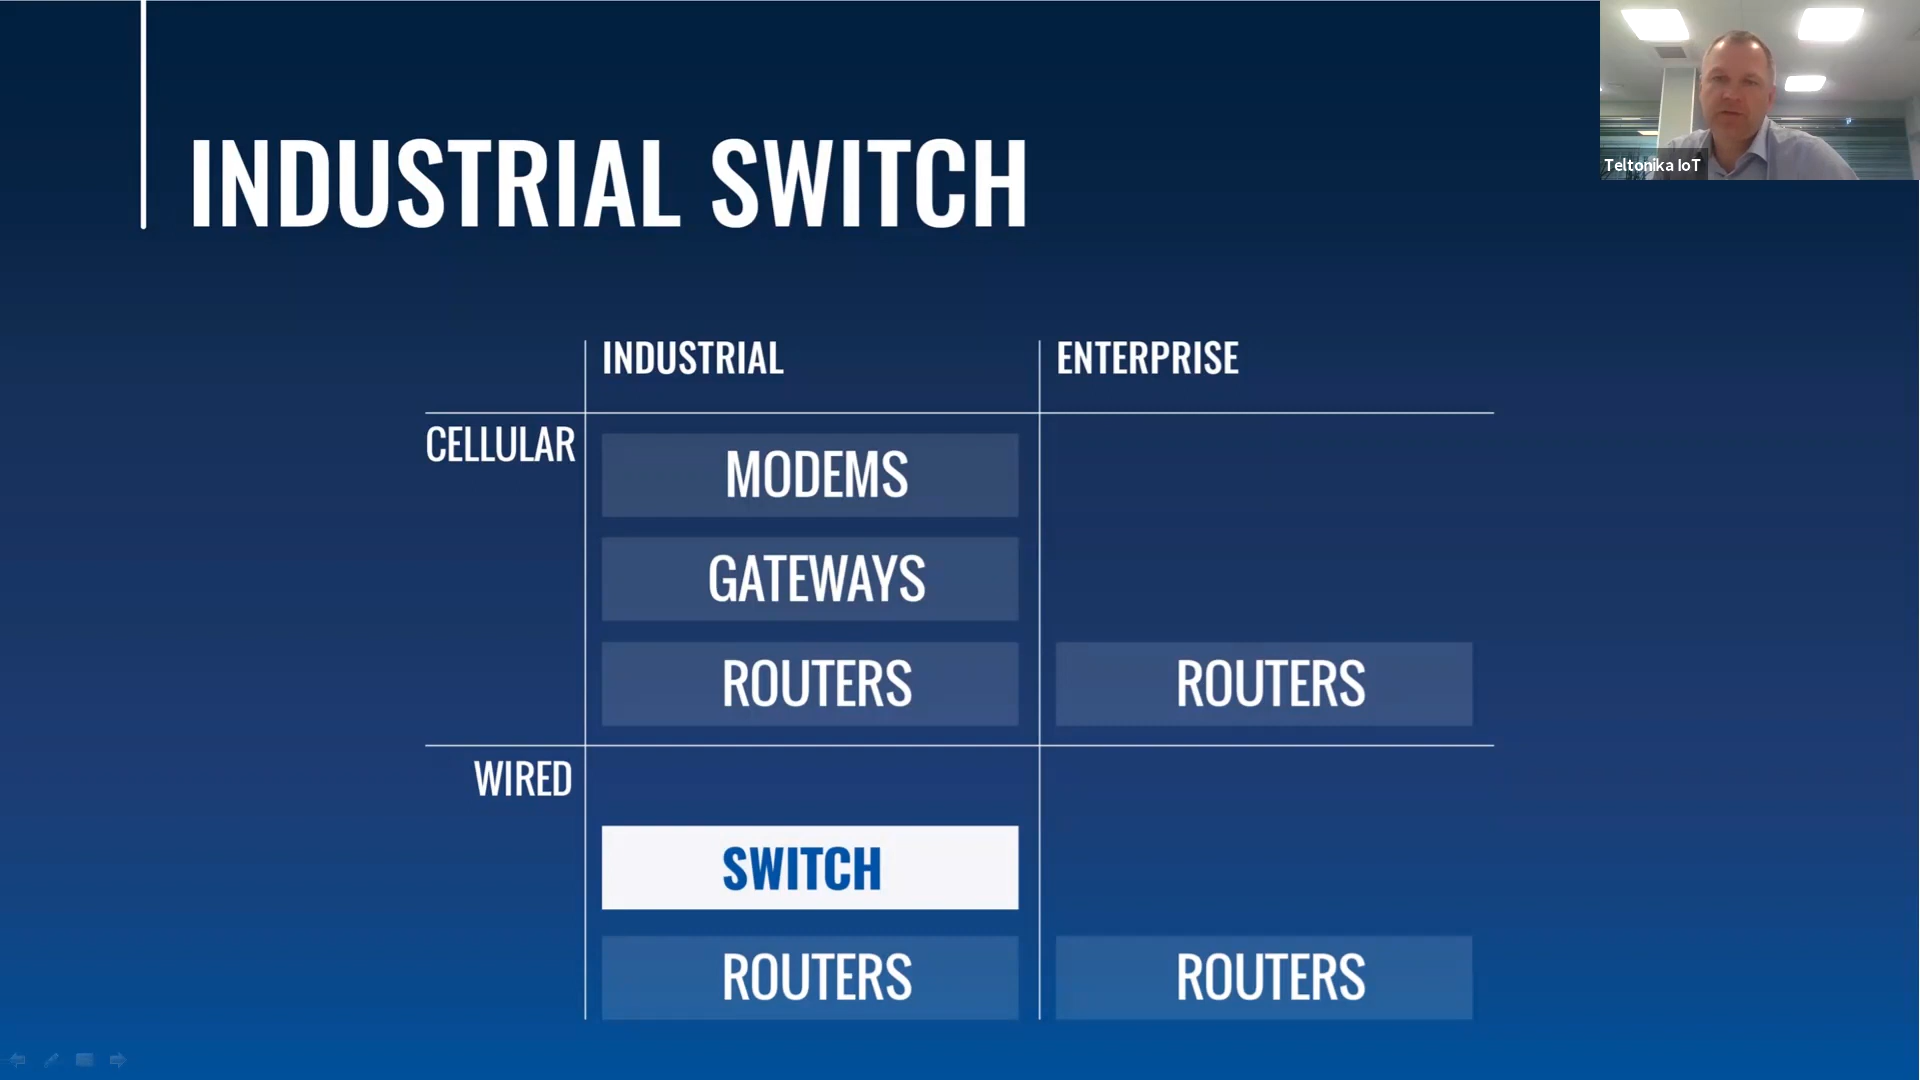 Teltonika IoT
INDUSTRIAL SWITCH
INDUSTRIAL ENTERPRISE
CELLULAR
MODEMS
GATEWAYS
ROUTERS ROUTERS
WIRED
SWITCH
ROUTERS ROUTERS